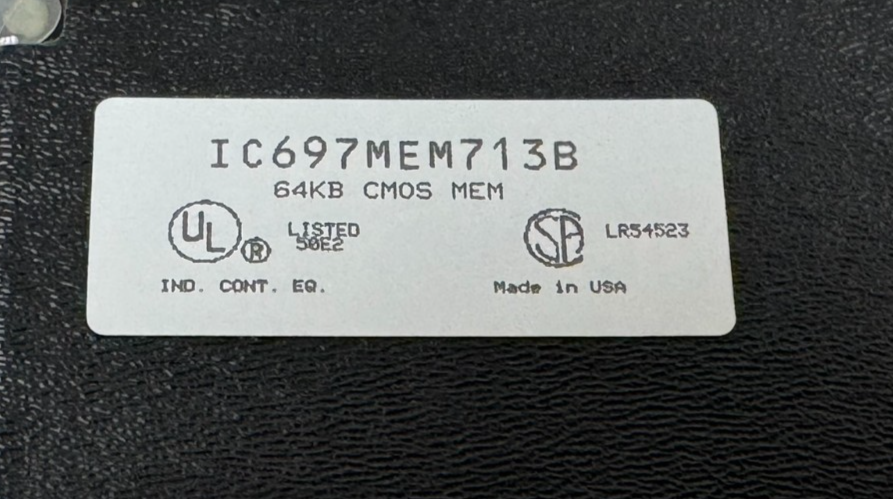 IC697MEM713B
64KB CMOS MEM
UL ® LISTED
50E2
SA LR54523
IND. CONT. EQ.
Made in USA